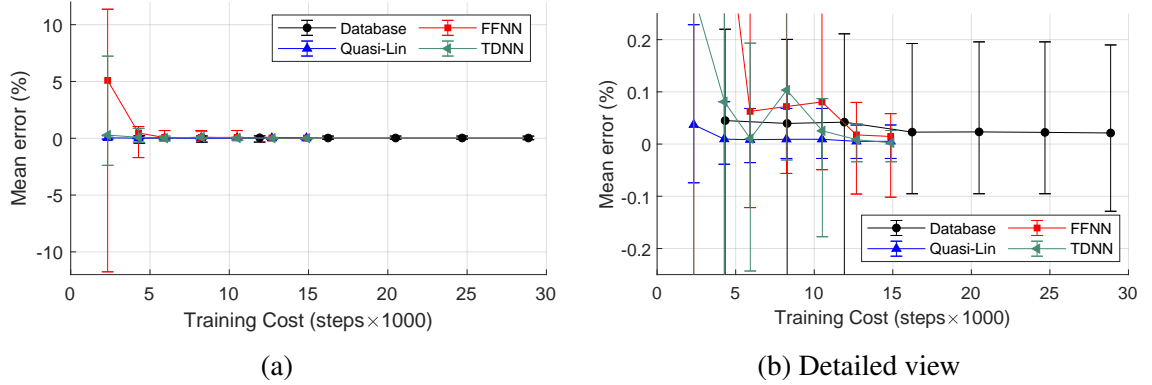 10
5
0
-5
-10
Mean error (%)
Database
FFNN
Quasi-Lin
TDNN
0 5 10 15 20 25 30
Training Cost (steps×1000)
(a)
0.2
0.1
0
-0.1
-0.2
Mean error (%)
Database
FFNN
Quasi-Lin
TDNN
0 5 10 15 20 25 30
Training Cost (steps×1000)
(b) Detailed view